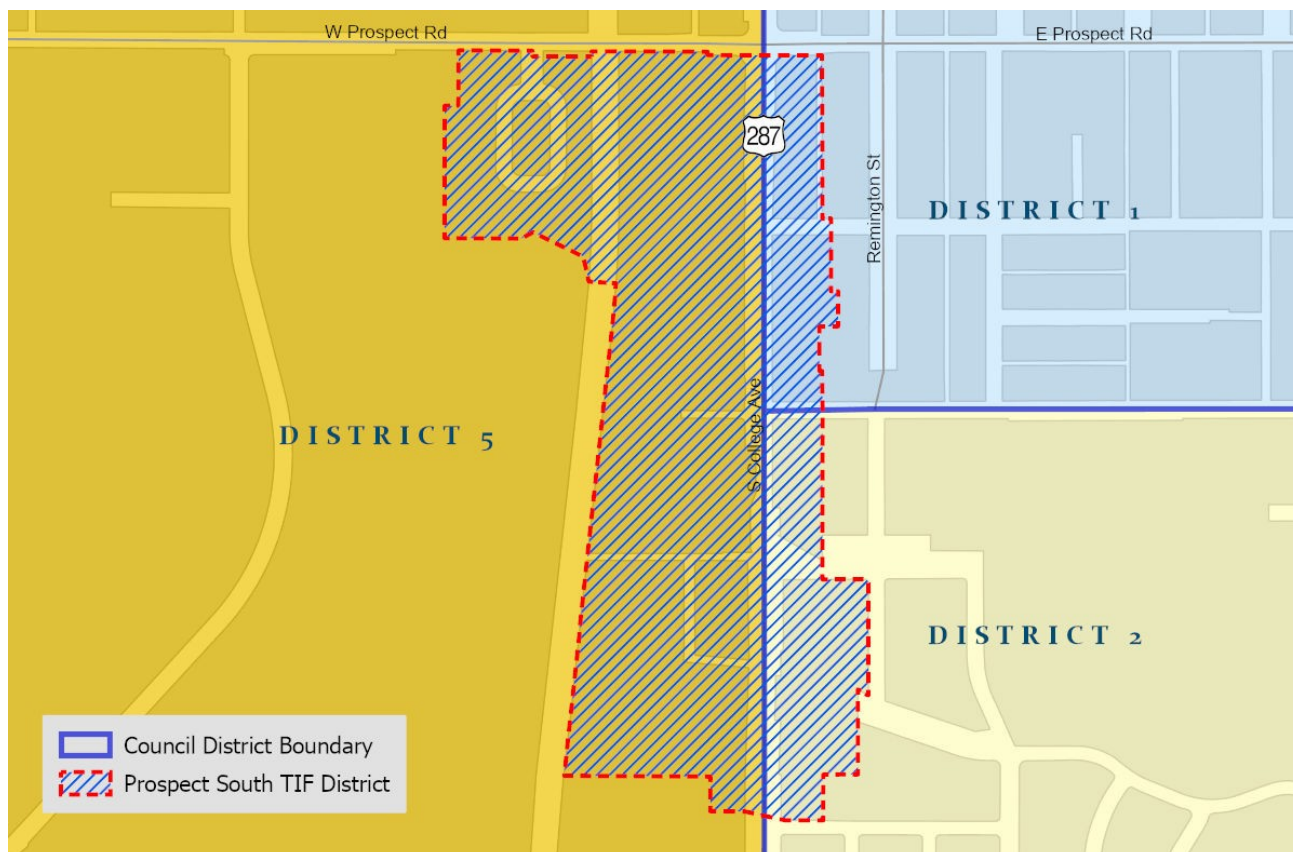 W Prospect Rd
E Prospect Rd
287
Remington St
DISTRICT 1
S College Ave
DISTRICT 5
DISTRICT 2
Council District Boundary
Prospect South TIF District